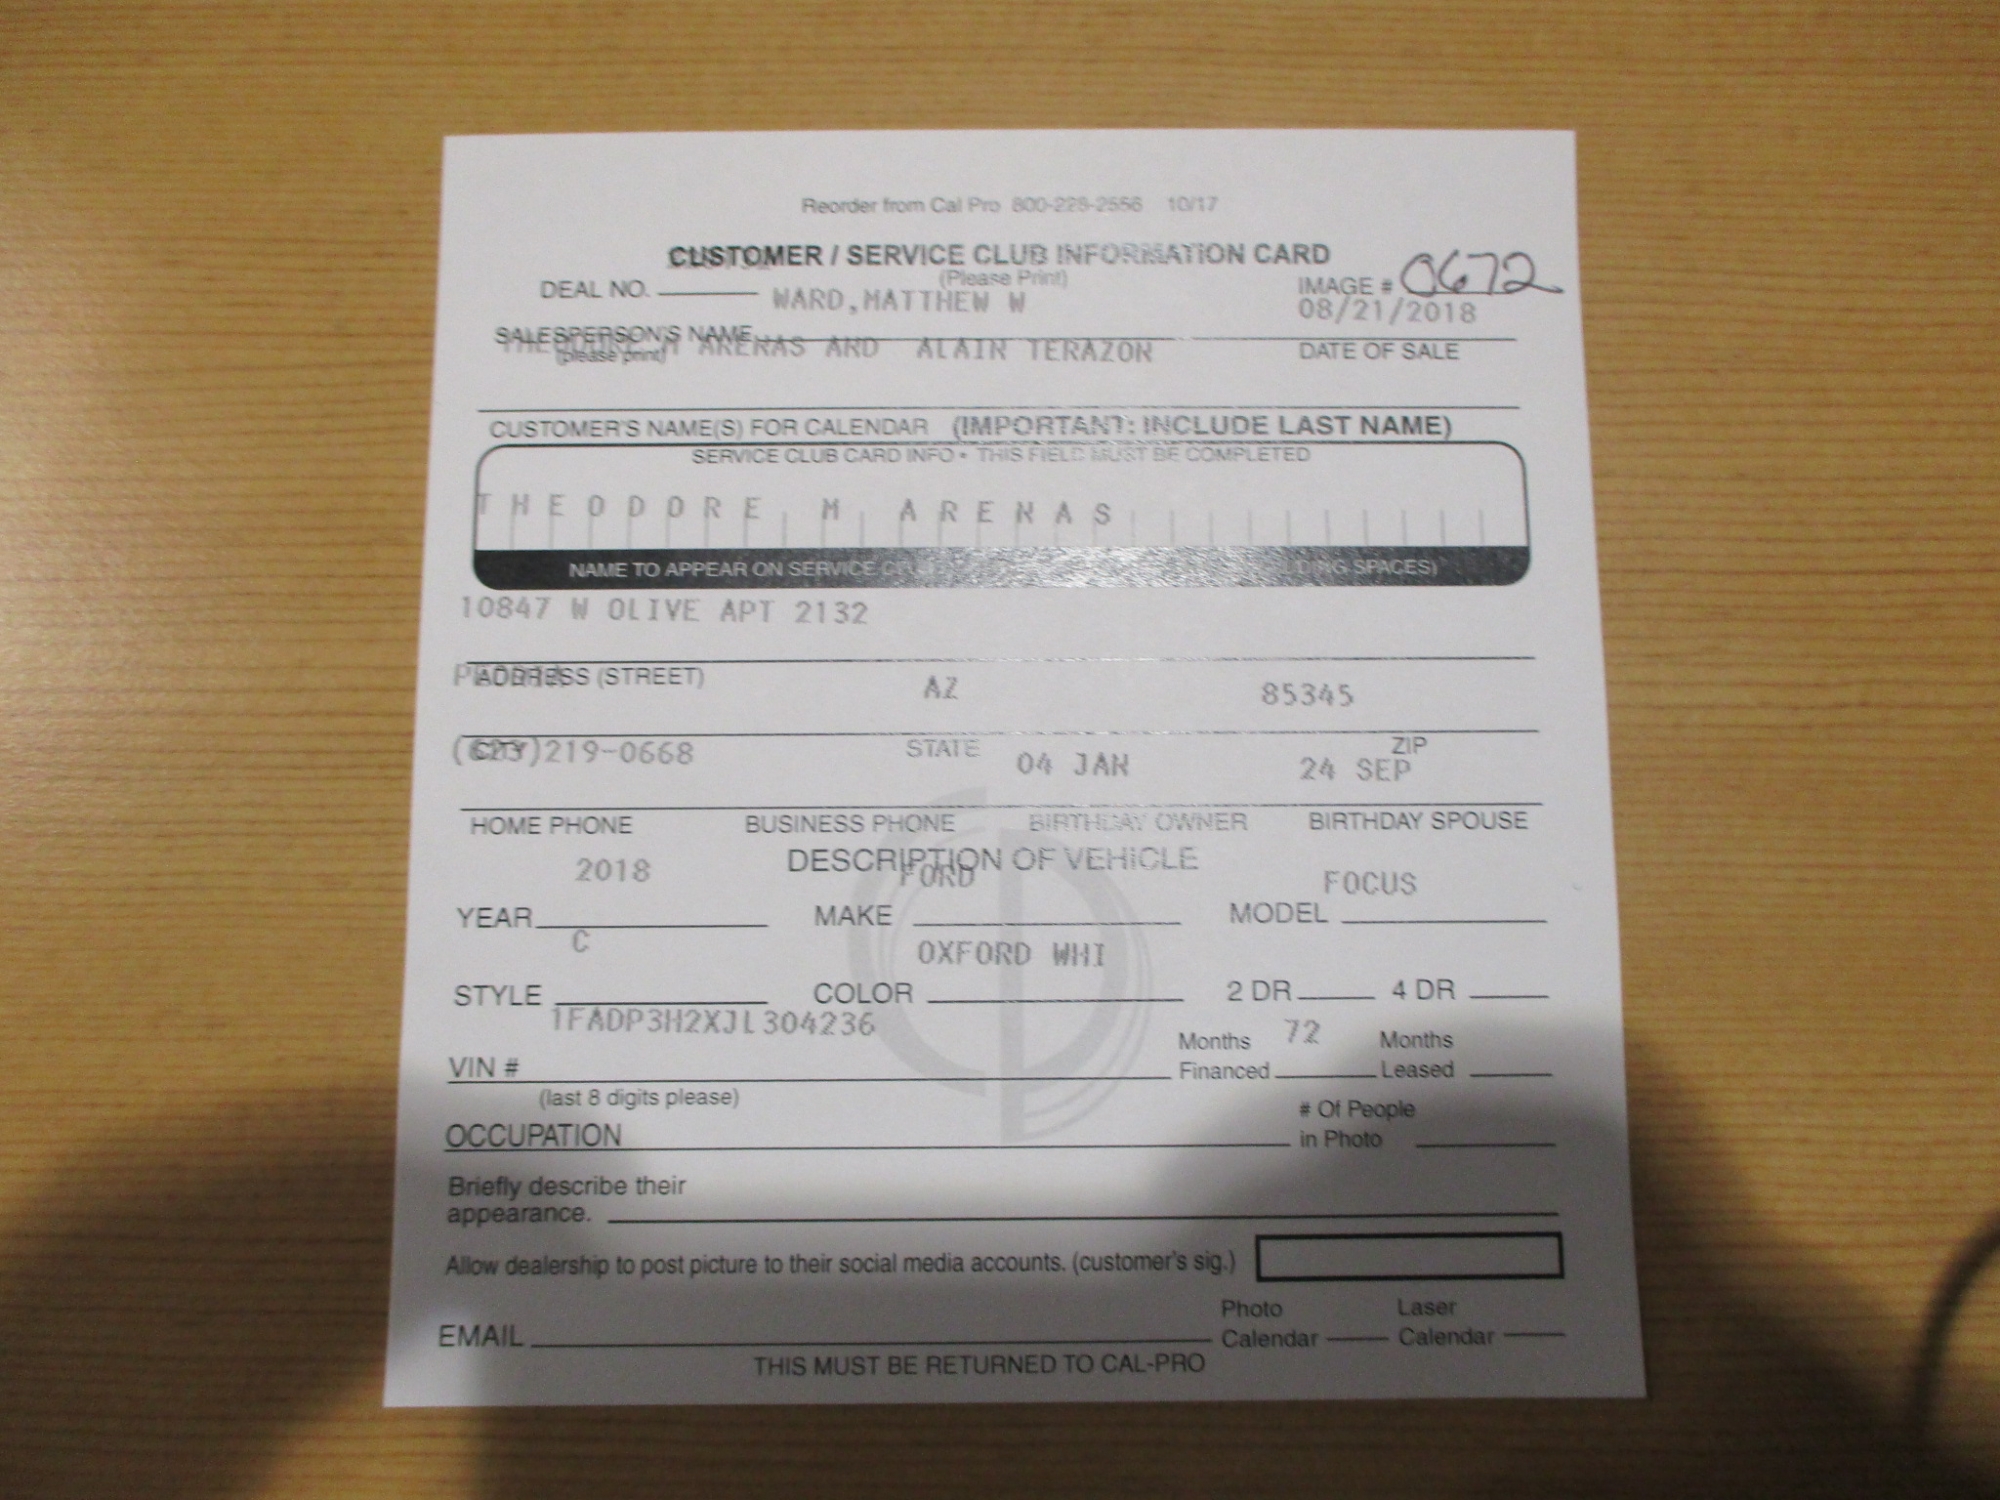 Reorder from Cal Pro 800-228-2556 10/17
CUSTOMER / SERVICE CLUB INFORMATION CARD
(Please Print)
DEAL NO.
IMAGE # 0672
WARD,MATTHEW W
08/21/2018
SALESPERSON'S NAME
(please print)
DATE OF SALE
THEODORE M ARENAS AND ALAIN TERAZON
CUSTOMER'S NAME(S) FOR CALENDAR (IMPORTANT: INCLUDE LAST NAME)
SERVICE CLUB CARD INFO • THIS FIELD MUST BE COMPLETED
THEODORE M ARENAS
NAME TO APPEAR ON SERVICE SPACES)
10847 W OLIVE APT 2132
ADDRESS (STREET)
AZ 85345
CITY STATE ZIP
(623)219-0668 04 JAN 24 SEP
HOME PHONE BUSINESS PHONE BIRTHDAY OWNER BIRTHDAY SPOUSE
DESCRIPTION OF VEHICLE
2018 FORD FOCUS
YEAR MAKE MODEL
C OXFORD WHI
STYLE COLOR 2 DR 4 DR
1FADP3H2XJL304236
VIN #
(last 8 digits please)
Months Financed 72 Months Leased
OCCUPATION
# Of People in Photo
Briefly describe their
appearance.
Allow dealership to post picture to their social media accounts. (customer's sig.)
EMAIL
Photo Calendar Laser Calendar
THIS MUST BE RETURNED TO CAL-PRO